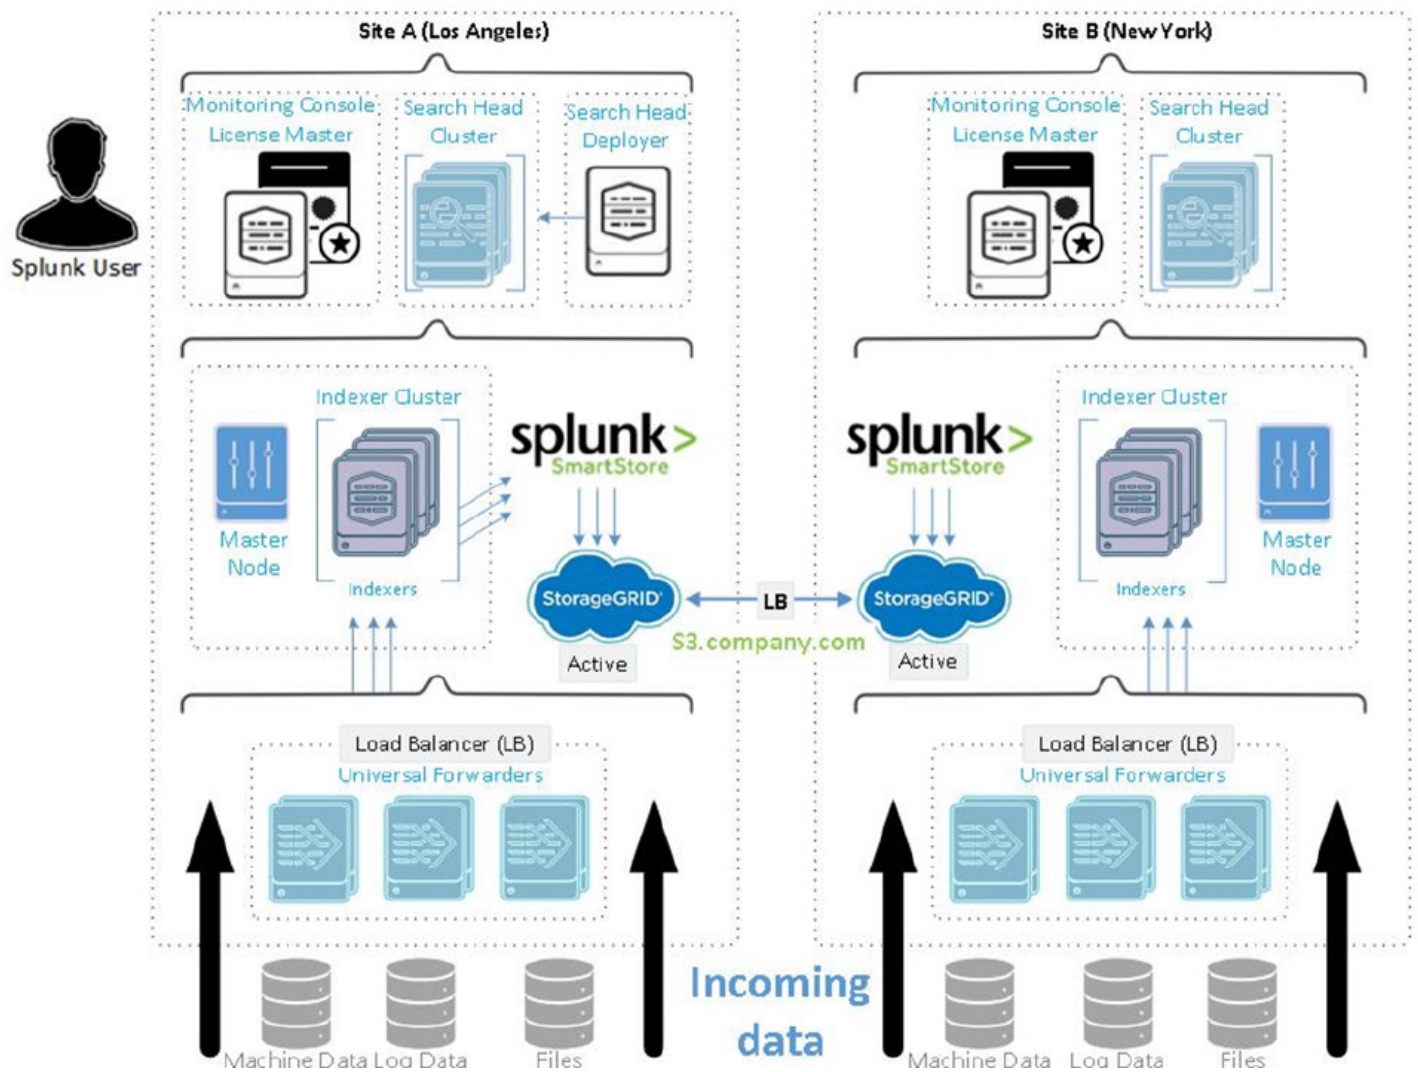 Site A (Los Angeles)
Monitoring Console
License Master
Search Head
Cluster
Search Head
Deployer
Splunk User
Indexer Cluster
Master
Node
Indexers
splunk>
SmartStore
StorageGRID®
Active
Load Balancer (LB)
Universal Forwarders
Machine Data
Log Data
Files
LB
S3.company.com
Incoming
data
Site B (New York)
Monitoring Console
License Master
Search Head
Cluster
splunk>
SmartStore
StorageGRID®
Active
Indexer Cluster
Indexers
Master
Node
Load Balancer (LB)
Universal Forwarders
Machine Data
Log Data
Files